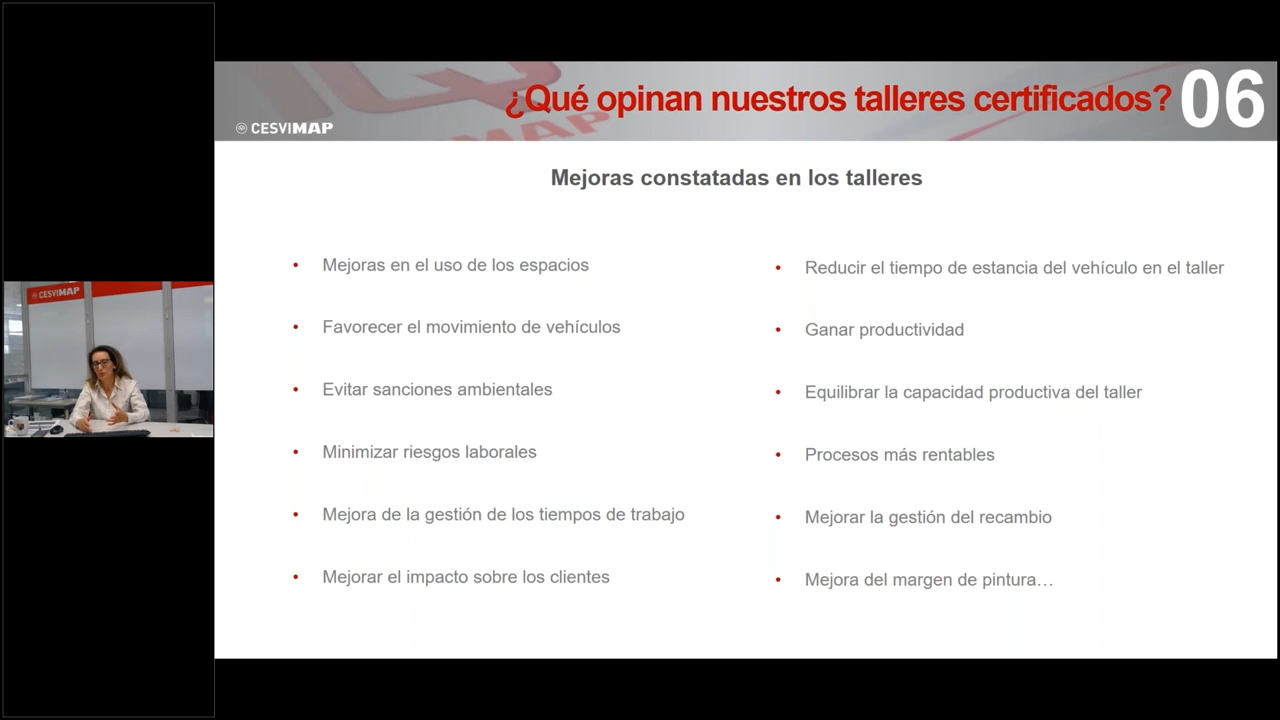 ¿Qué opinan nuestros talleres certificados?
06
CESVIMAP
Mejoras constatadas en los talleres
• Mejoras en el uso de los espacios
• Favorecer el movimiento de vehículos
• Evitar sanciones ambientales
• Minimizar riesgos laborales
• Mejora de la gestión de los tiempos de trabajo
• Mejorar el impacto sobre los clientes
• Reducir el tiempo de estancia del vehículo en el taller
• Ganar productividad
• Equilibrar la capacidad productiva del taller
• Procesos más rentables
• Mejorar la gestión del recambio
• Mejora del margen de pintura…
CESVIMAP